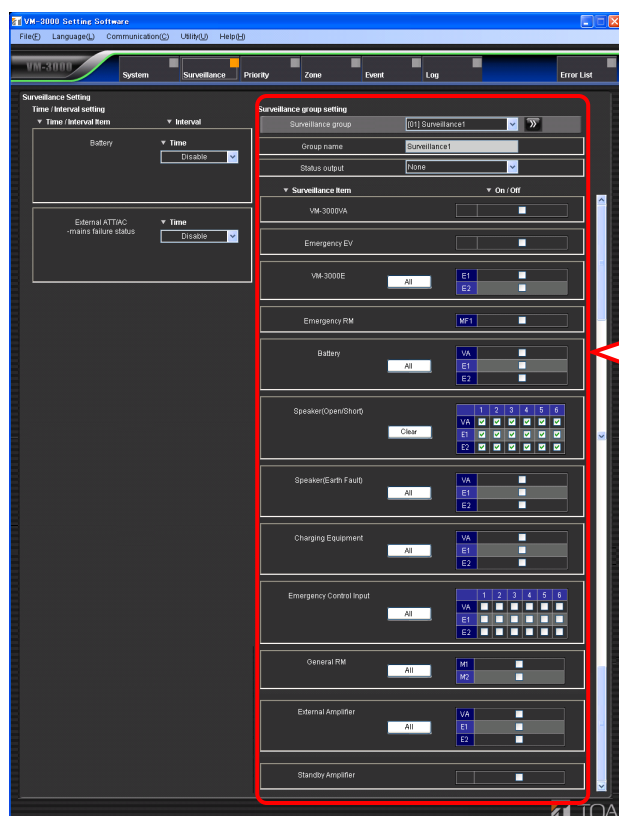 VM-3000 Setting Software
File(F) Language(L) Communication(C) Utility(U) Help(H)
VM-3000
System Surveillance Priority Zone Event Log Error List
Surveillance Setting
Time / Interval setting
▼ Time / Interval Item ▼ Interval
Battery ▼ Time
Disable
External ATT/AC ▼ Time
-mains failure status Disable
Surveillance group setting
Surveillance group [01] Surveillance1
Group name Surveillance1
Status output None
▼ Surveillance Item ▼ On / Off
VM-3000VA
Emergency EV
VM-3000E All E1
E2
Emergency RM MF1
Battery VA
All E1
E2
Speaker(Open/Short) 1 2 3 4 5 6
VA
Clear E1
E2
Speaker(Earth Fault) VA
All E1
E2
Charging Equipment VA
All E1
E2
Emergency Control Input 1 2 3 4 5 6
VA
All E1
E2
General RM M1
All M2
External Amplifier VA
All E1
E2
Standby Amplifier
TOA